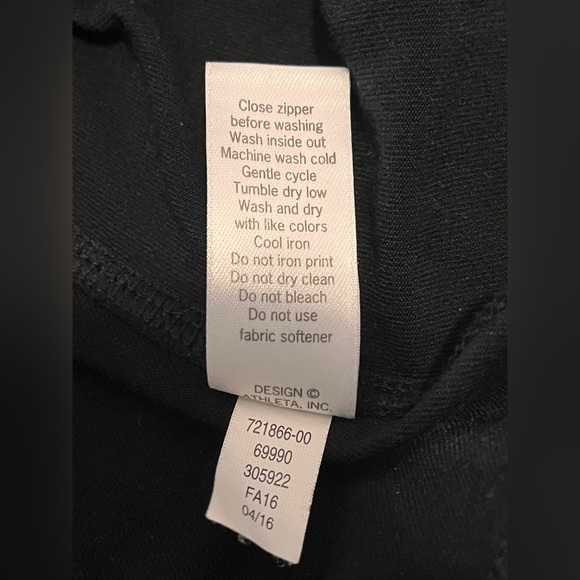 Close zipper
before washing
Wash inside out
Machine wash cold
Gentle cycle
Tumble dry low
Wash and dry
with like colors
Cool iron
Do not iron print
Do not dry clean
Do not bleach
Do not use
fabric softener
DESIGN ©
ATHLETA, INC.
721866-00
69990
305922
FA16
04/16